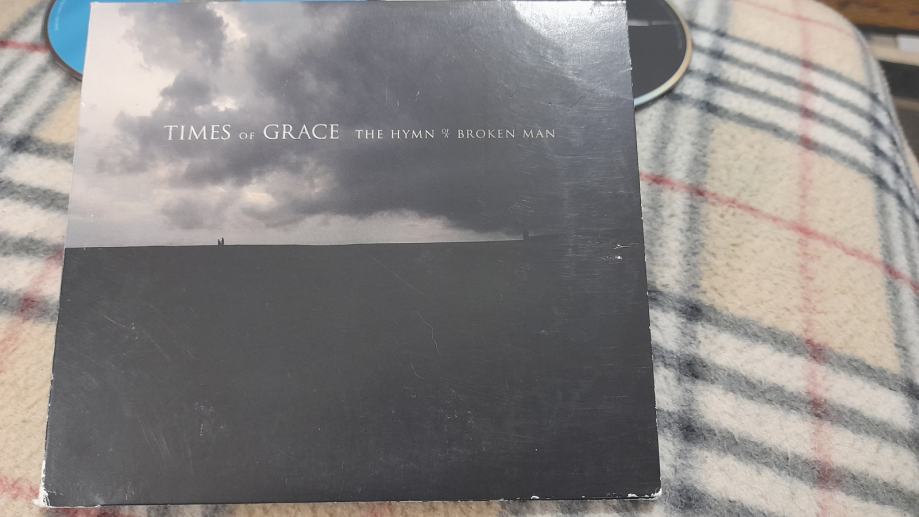 TIMES OF GRACE THE HYMN OF A BROKEN MAN